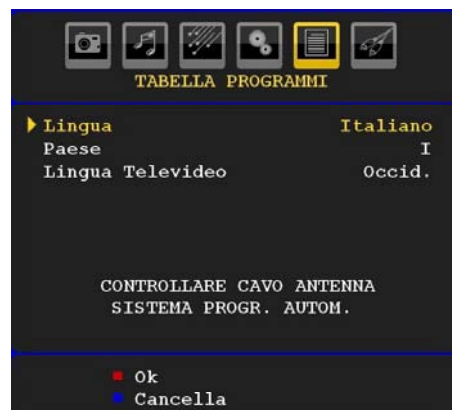 TABELLA PROGRAMMI
Lingua Italiano
Paese I
Lingua Televideo Occid.
CONTROLLARE CAVO ANTENNA
SISTEMA PROGR. AUTOM.
Ok
Cancella